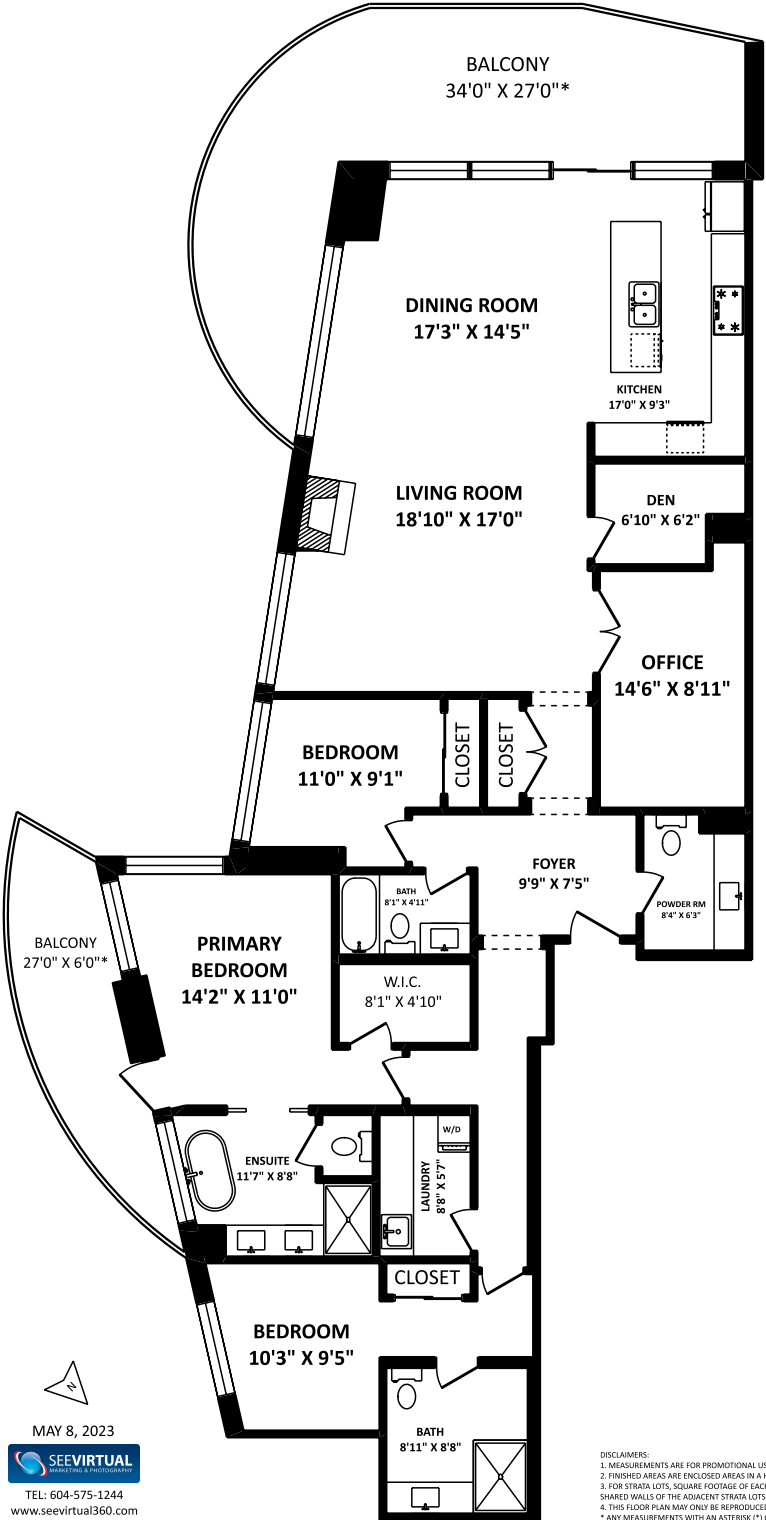 BALCONY
34'0" X 27'0"*
DINING ROOM
17'3" X 14'5"
KITCHEN
17'0" X 9'3"
LIVING ROOM
18'10" X 17'0"
DEN
6'10" X 6'2"
OFFICE
14'6" X 8'11"
BEDROOM
11'0" X 9'1"
CLOSET
CLOSET
FOYER
9'9" X 7'5"
BATH
8'1" X 4'11"
POWDER RM
8'4" X 6'3"
BALCONY
27'0" X 6'0"*
PRIMARY
BEDROOM
14'2" X 11'0"
W.I.C.
8'1" X 4'10"
W/D
ENSUITE
11'7" X 8'8"
LAUNDRY
8'8" X 5'7"
CLOSET
BEDROOM
10'3" X 9'5"
BATH
8'11" X 8'8"
N
MAY 8, 2023
SEEVIRTUAL
MARKETING & PHOTOGRAPHY
TEL: 604-575-1244
www.seevirtual360.com
DISCLAIMERS:
1. MEASUREMENTS ARE FOR PROMOTIONAL
2. FINISHED AREAS ARE ENCLOSED AREAS IN A
3. FOR STRATA LOTS, SQUARE FOOTAGE OF
SHARED WALLS OF THE ADJACENT STRATA LOTS
4. THIS FLOOR PLAN MAY ONLY BE
* ANY MEASUREMENTS WITH AN ASTERISK (*)